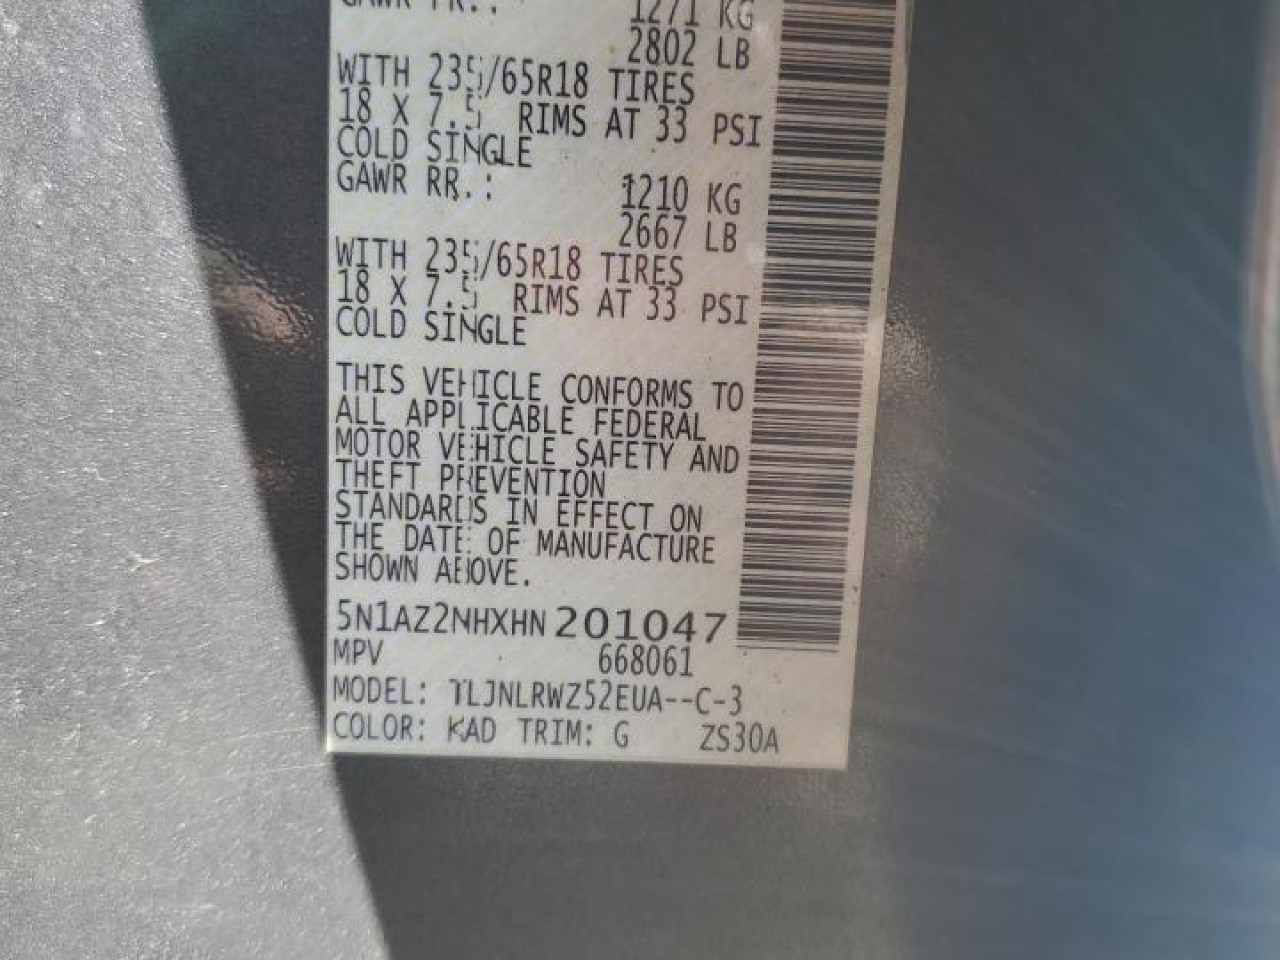 GAWR FR.: 1271 KG
2802 LB
WITH 235/65R18 TIRES
18 X 7.5 RIMS AT 33 PSI
COLD SINGLE
GAWR RR.: 1210 KG
2667 LB
WITH 235/65R18 TIRES
18 X 7.5 RIMS AT 33 PSI
COLD SINGLE
THIS VEHICLE CONFORMS TO
ALL APPLICABLE FEDERAL
MOTOR VEHICLE SAFETY AND
THEFT PREVENTION
STANDARDS IN EFFECT ON
THE DATE OF MANUFACTURE
SHOWN ABOVE.
5N1AZ2NHXHN201047
MPV 668061
MODEL: TLJNLRWZ52EUA--C-3
COLOR: KAD TRIM: G ZS30A